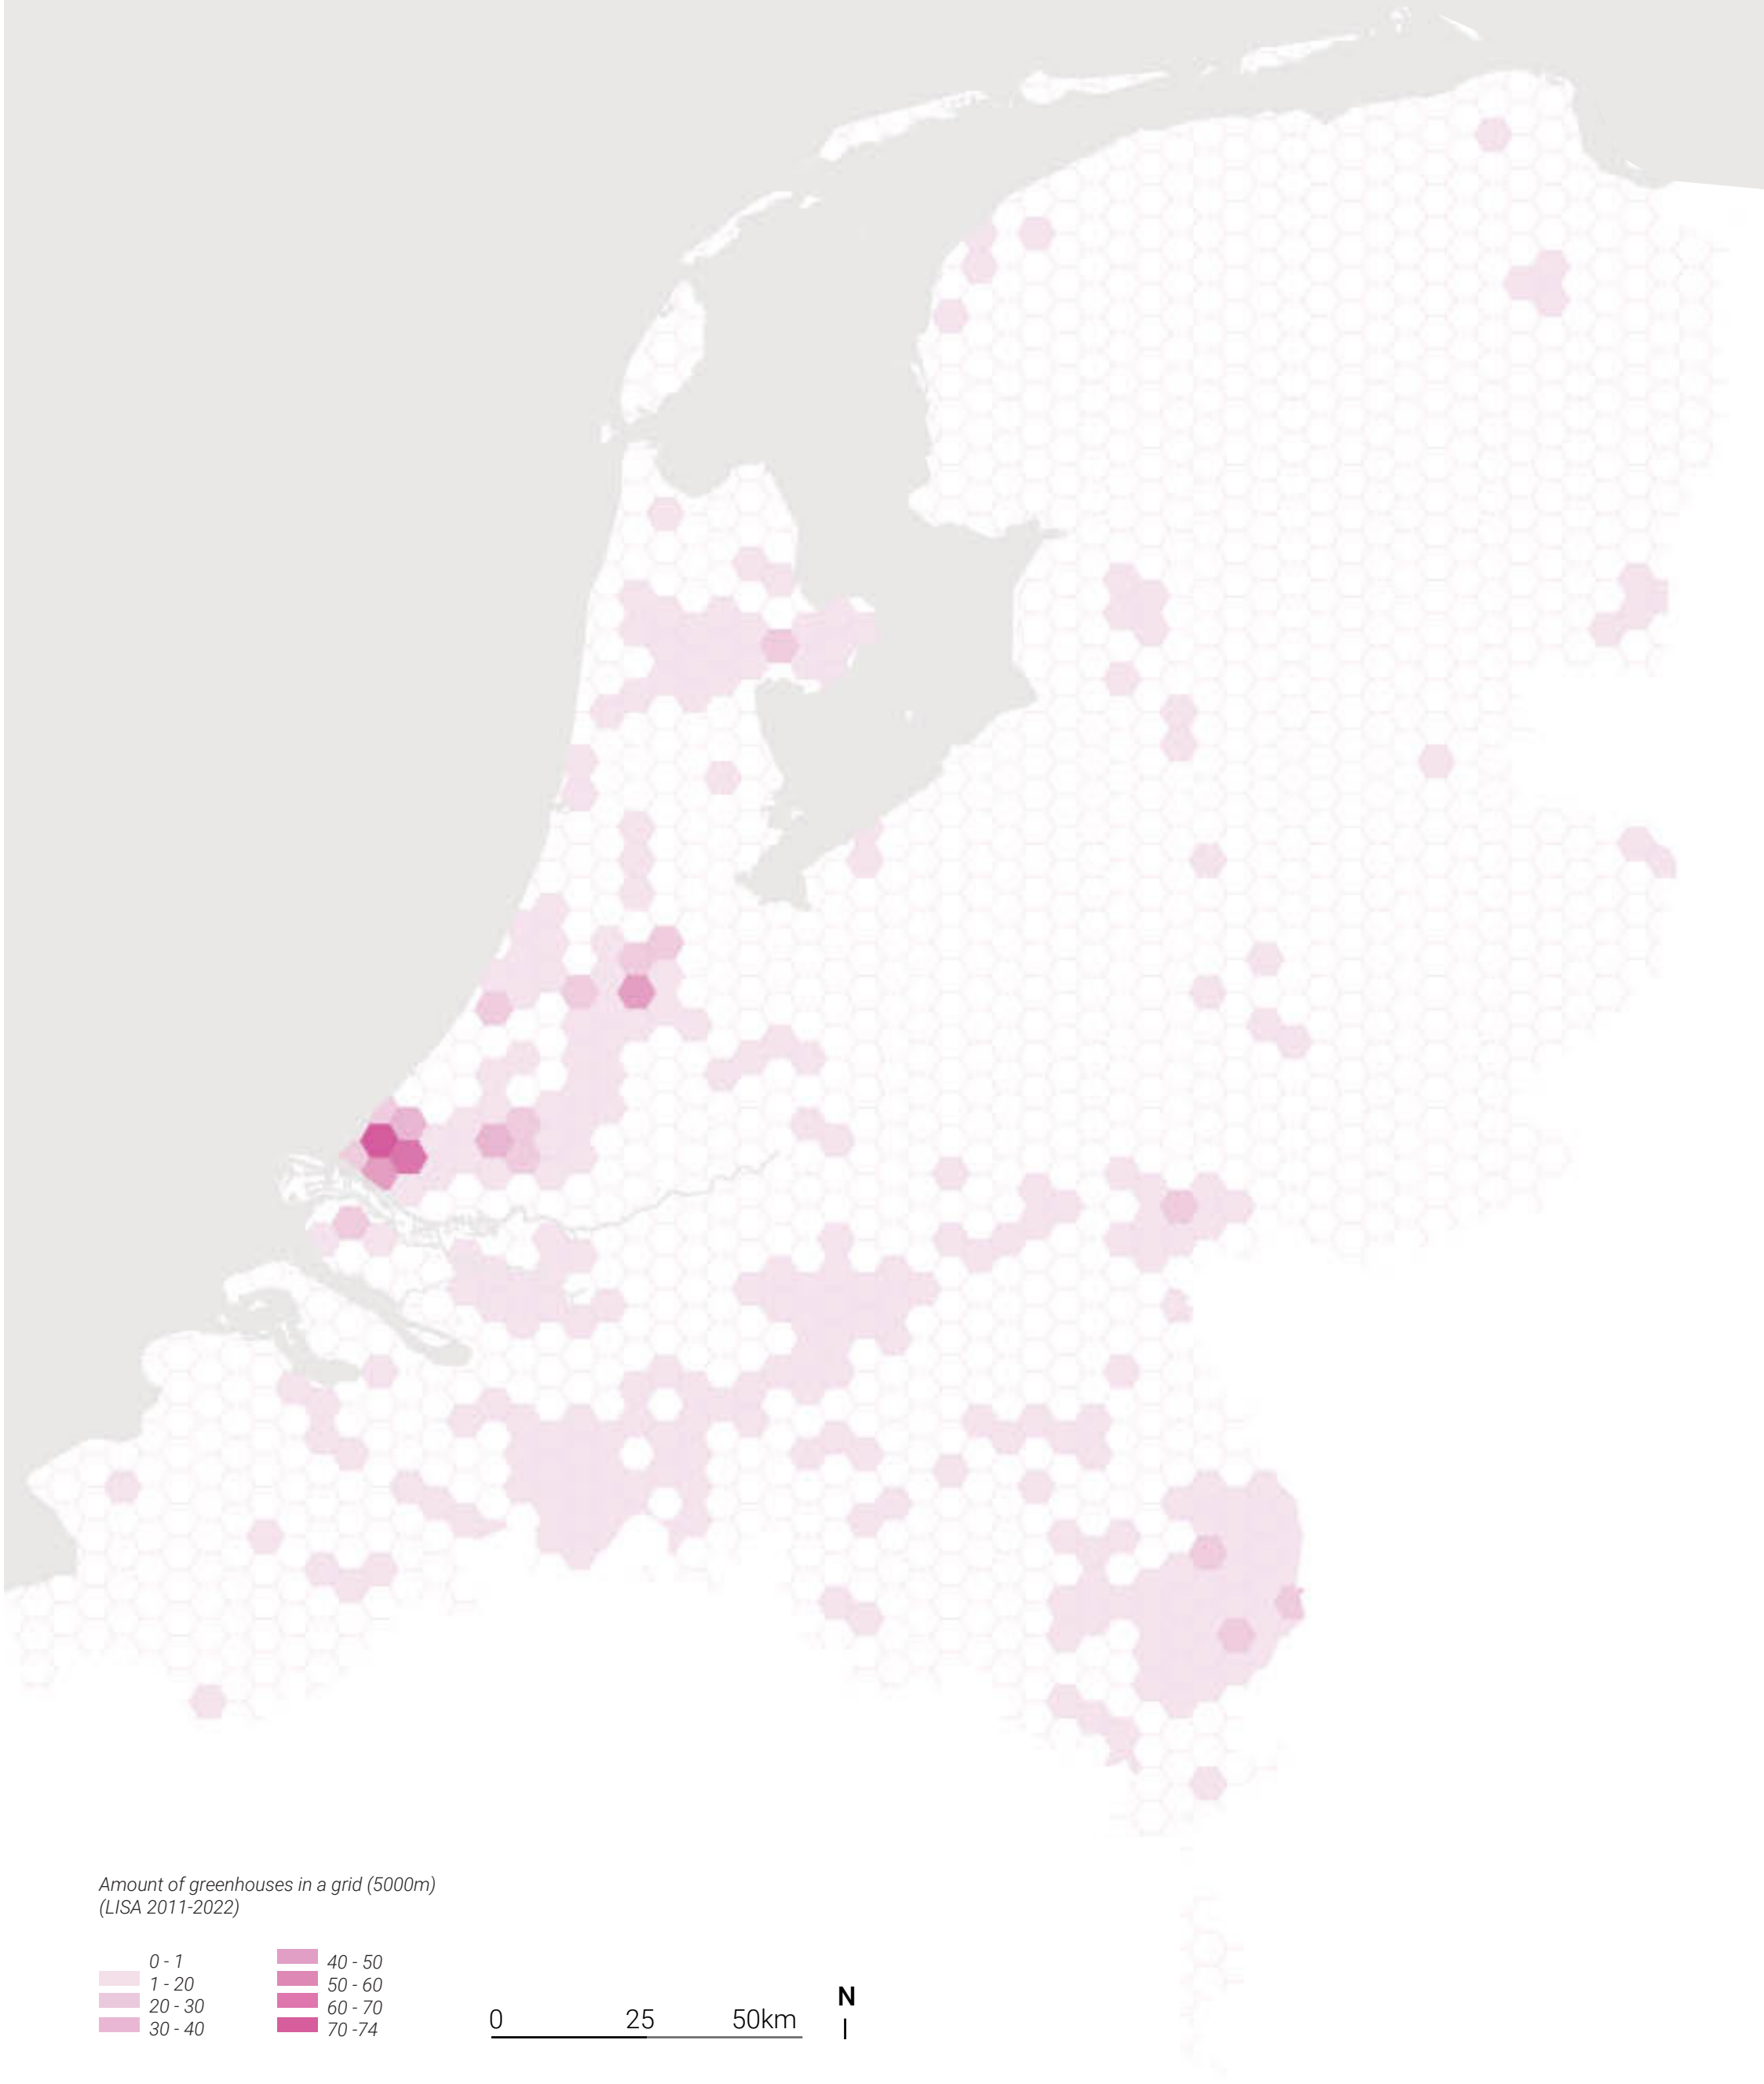 Amount of greenhouses in a grid (5000m)
(LISA 2011-2022)
0 - 1
1 - 20
20 - 30
30 - 40
40 - 50
50 - 60
60 - 70
70 -74
0 25 50km
N